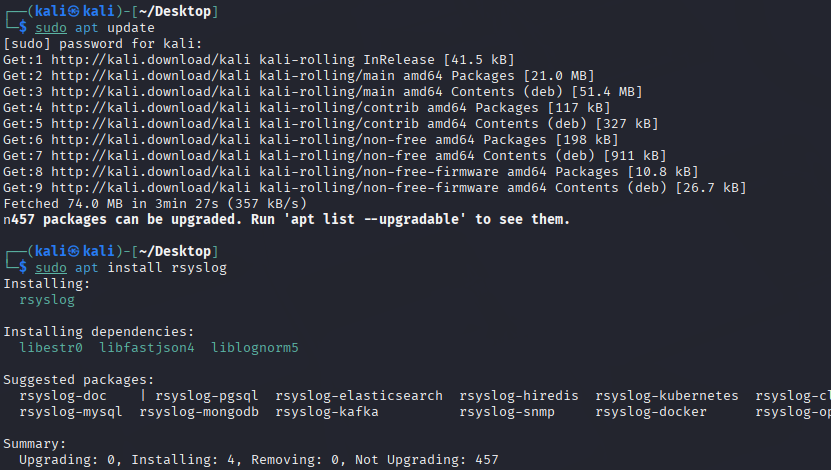 ┌──(kali㉿kali)-[~/Desktop]
└─$ sudo apt update
[sudo] password for kali:
Get:1 http://kali.download/kali kali-rolling InRelease [41.5 kB]
Get:2 http://kali.download/kali kali-rolling/main amd64 Packages [21.0 MB]
Get:3 http://kali.download/kali kali-rolling/main amd64 Contents (deb) [51.4 MB]
Get:4 http://kali.download/kali kali-rolling/contrib amd64 Packages [117 kB]
Get:5 http://kali.download/kali kali-rolling/contrib amd64 Contents (deb) [327 kB]
Get:6 http://kali.download/kali kali-rolling/non-free amd64 Packages [198 kB]
Get:7 http://kali.download/kali kali-rolling/non-free amd64 Contents (deb) [911 kB]
Get:8 http://kali.download/kali kali-rolling/non-free-firmware amd64 Packages [10.8 kB]
Get:9 http://kali.download/kali kali-rolling/non-free-firmware amd64 Contents (deb) [26.7 kB]
Fetched 74.0 MB in 3min 27s (357 kB/s)
n457 packages can be upgraded. Run 'apt list --upgradable' to see them.
┌──(kali㉿kali)-[~/Desktop]
└─$ sudo apt install rsyslog
Installing:
rsyslog
Installing dependencies:
libestr0 libfastjson4 liblognorm5
Suggested packages:
rsyslog-doc | rsyslog-pgsql rsyslog-elasticsearch rsyslog-hiredis rsyslog-kubernetes rsyslog-cl
rsyslog-mysql rsyslog-mongodb rsyslog-kafka rsyslog-snmp rsyslog-docker rsyslog-op
Summary:
Upgrading: 0, Installing: 4, Removing: 0, Not Upgrading: 457